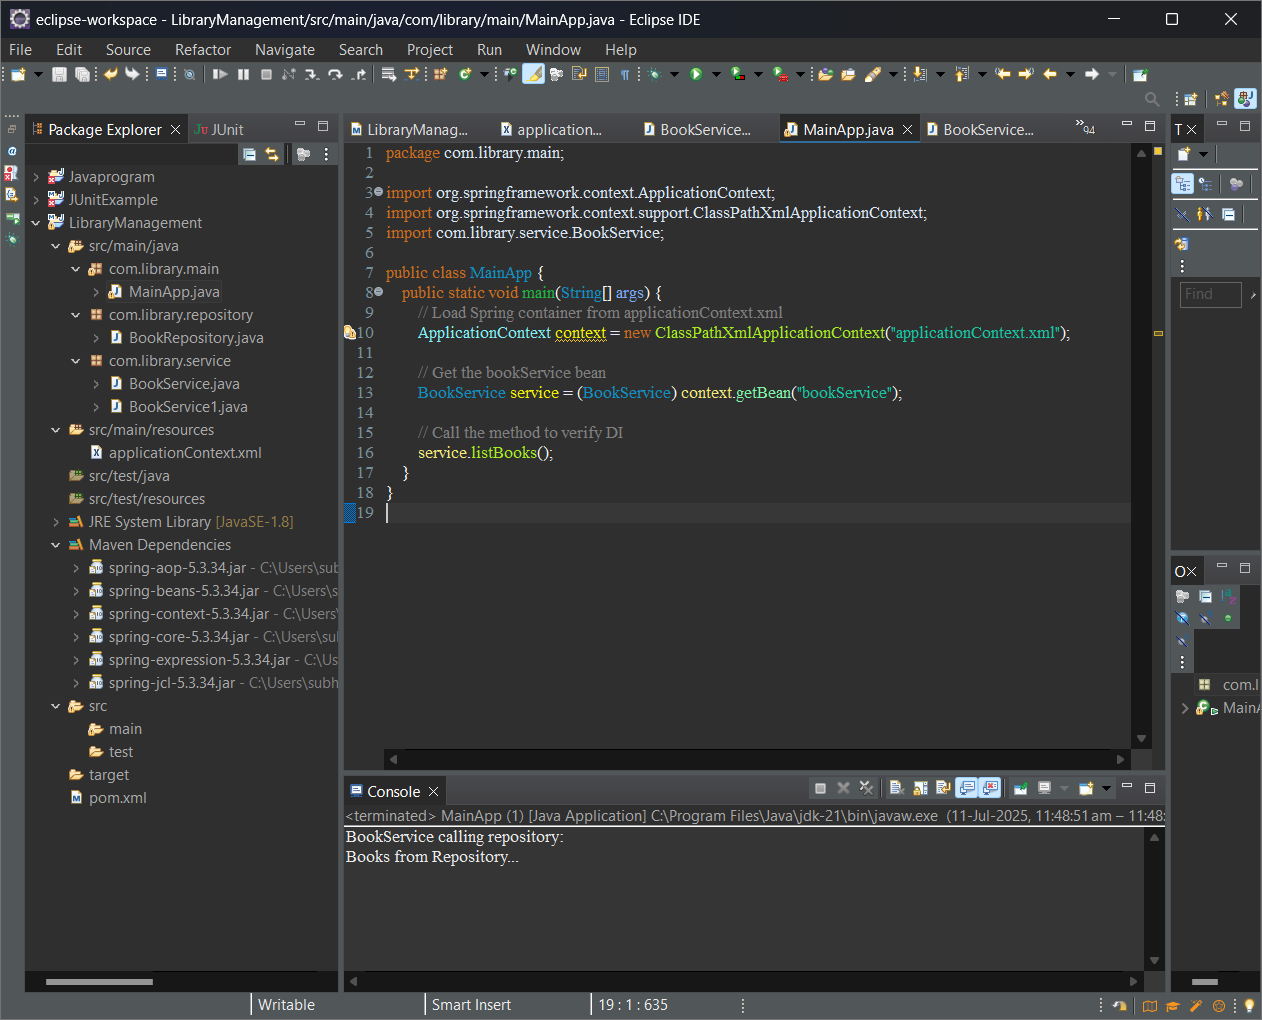 eclipse-workspace - LibraryManagement/src/main/java/com/library/main/MainApp.java - Eclipse IDE
File Edit Source Refactor Navigate Search Project Run Window Help
Package Explorer
JUnit
Javaprogram
JUnitExample
LibraryManagement
src/main/java
com.library.main
MainApp.java
com.library.repository
BookRepository.java
com.library.service
BookService.java
BookService1.java
src/main/resources
applicationContext.xml
src/test/java
src/test/resources
JRE System Library [JavaSE-1.8]
Maven Dependencies
spring-aop-5.3.34.jar - C:\Users\sub
spring-beans-5.3.34.jar - C:\Users\s
spring-context-5.3.34.jar - C:\Users\
spring-core-5.3.34.jar - C:\Users\su
spring-expression-5.3.34.jar - C:\Us
spring-jcl-5.3.34.jar - C:\Users\subh
src
main
test
target
pom.xml
LibraryManag... application... BookService... MainApp.java BookService... 94
1 package com.library.main;
2
3 import org.springframework.context.ApplicationContext;
4 import org.springframework.context.support.ClassPathXmlApplicationContext;
5 import com.library.service.BookService;
6
7 public class MainApp {
8 public static void main(String[] args) {
9 // Load Spring container from applicationContext.xml
10 ApplicationContext context = new ClassPathXmlApplicationContext("applicationContext.xml");
11
12 // Get the bookService bean
13 BookService service = (BookService) context.getBean("bookService");
14
15 // Call the method to verify DI
16 service.listBooks();
17 }
18 }
19
T
Find
O
com.l
MainA
Console
<terminated> MainApp (1) [Java Application] C:\Program Files\Java\jdk-21\bin\javaw.exe (11-Jul-2025, 11:48:51 am – 11:48:
BookService calling repository:
Books from Repository...
Writable Smart Insert 19 : 1 : 635